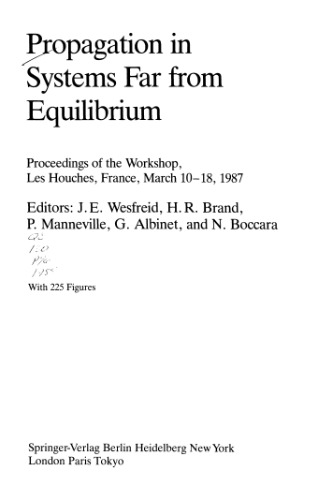 Propagation in
Systems Far from
Equilibrium
Proceedings of the Workshop,
Les Houches, France, March 10–18, 1987
Editors: J. E. Wesfreid, H. R. Brand,
P. Manneville, G. Albinet, and N. Boccara
With 225 Figures
Springer-Verlag Berlin Heidelberg New York
London Paris Tokyo